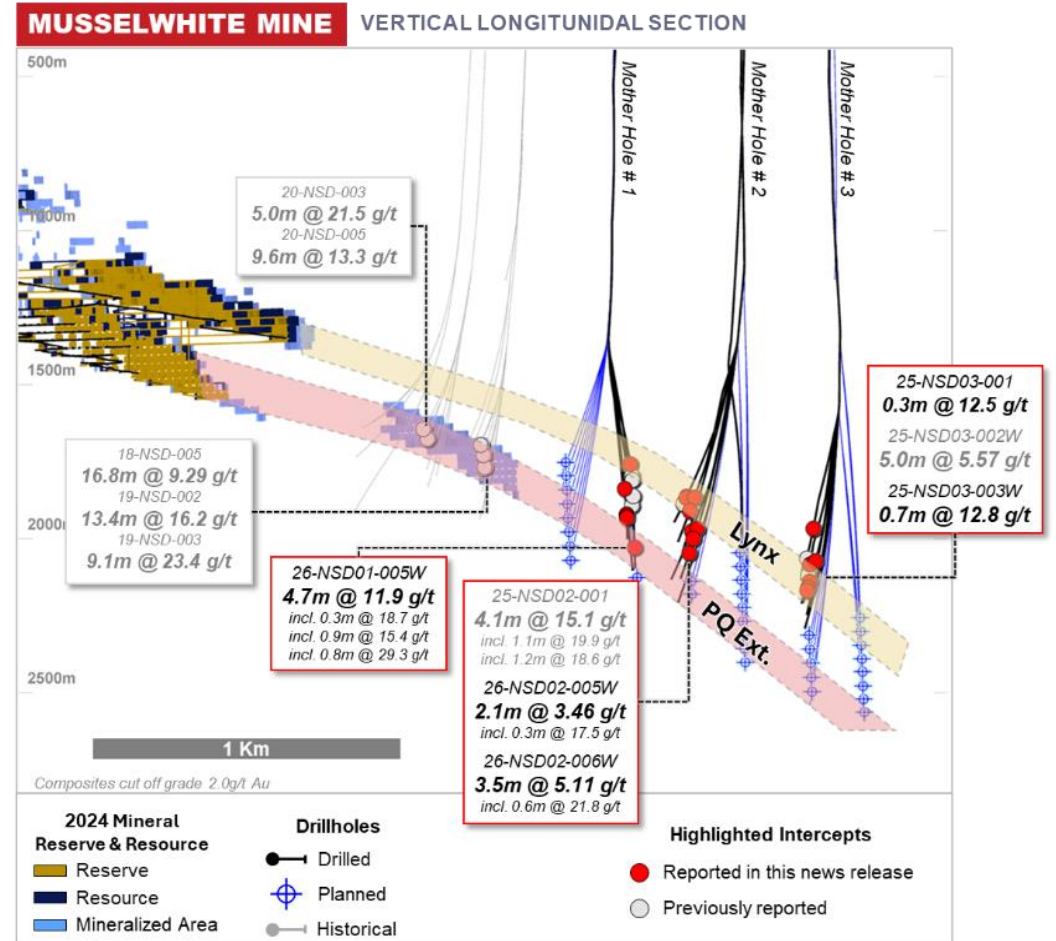 MUSSELWHITE MINE
VERTICAL LONGITUNIDAL SECTION
500m
Mother Hole # 1
Mother Hole # 2
Mother Hole # 3
20-NSD-003
5.0m @ 21.5 g/t
20-NSD-005
9.6m @ 13.3 g/t
1000m
1500m
25-NSD03-001
0.3m @ 12.5 g/t
25-NSD03-002W
5.0m @ 5.57 g/t
25-NSD03-003W
0.7m @ 12.8 g/t
18-NSD-005
16.8m @ 9.29 g/t
19-NSD-002
13.4m @ 16.2 g/t
19-NSD-003
9.1m @ 23.4 g/t
2000m
Lynx
PQ Ext.
26-NSD01-005W
4.7m @ 11.9 g/t
incl. 0.3m @ 18.7 g/t
incl. 0.9m @ 15.4 g/t
incl. 0.8m @ 29.3 g/t
25-NSD02-001
4.1m @ 15.1 g/t
incl. 1.1m @ 19.9 g/t
incl. 1.2m @ 18.6 g/t
26-NSD02-005W
2.1m @ 3.46 g/t
incl. 0.3m @ 17.5 g/t
26-NSD02-006W
3.5m @ 5.11 g/t
incl. 0.6m @ 21.8 g/t
2500m
1 Km
Composites cut off grade 2.0g/t Au
2024 Mineral
Reserve & Resource
Reserve
Resource
Mineralized Area
Drillholes
Drilled
Planned
Historical
Highlighted Intercepts
Reported in this news release
Previously reported